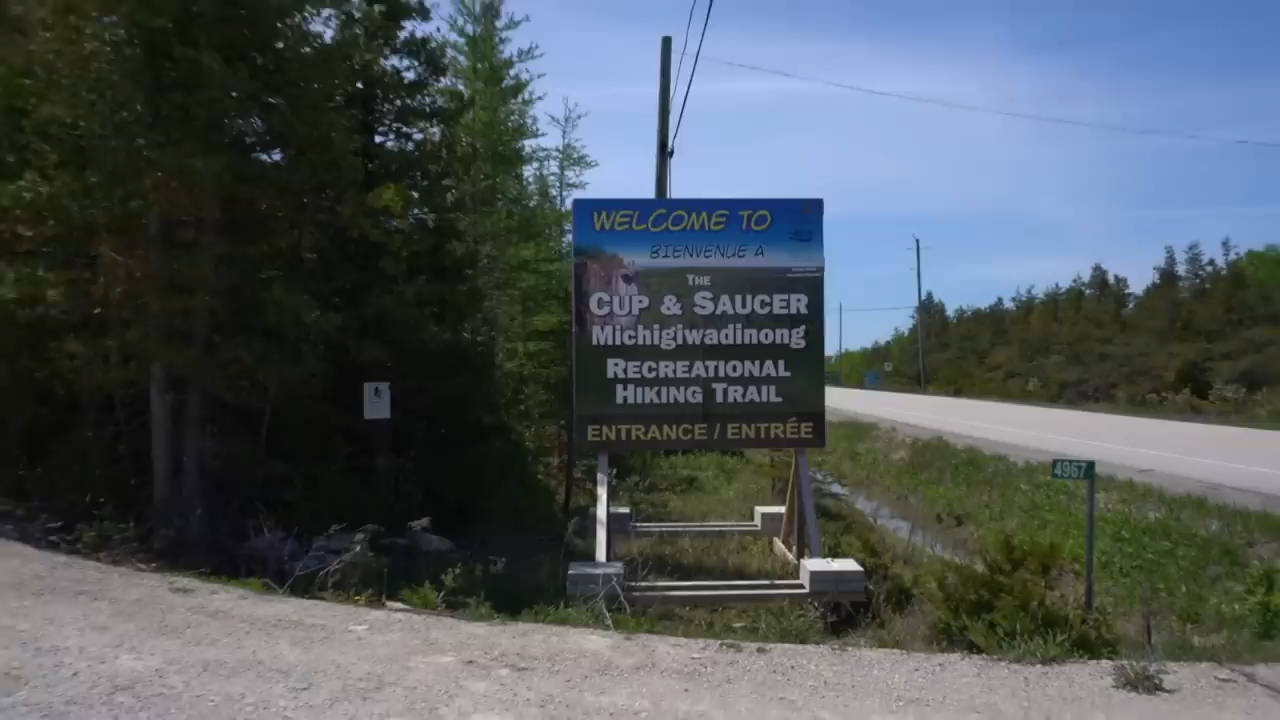 WELCOME TO
BIENVENUE A
THE
CUP & SAUCER
Michigiwadinong
RECREATIONAL
HIKING TRAIL
ENTRANCE / ENTRÉE
4967